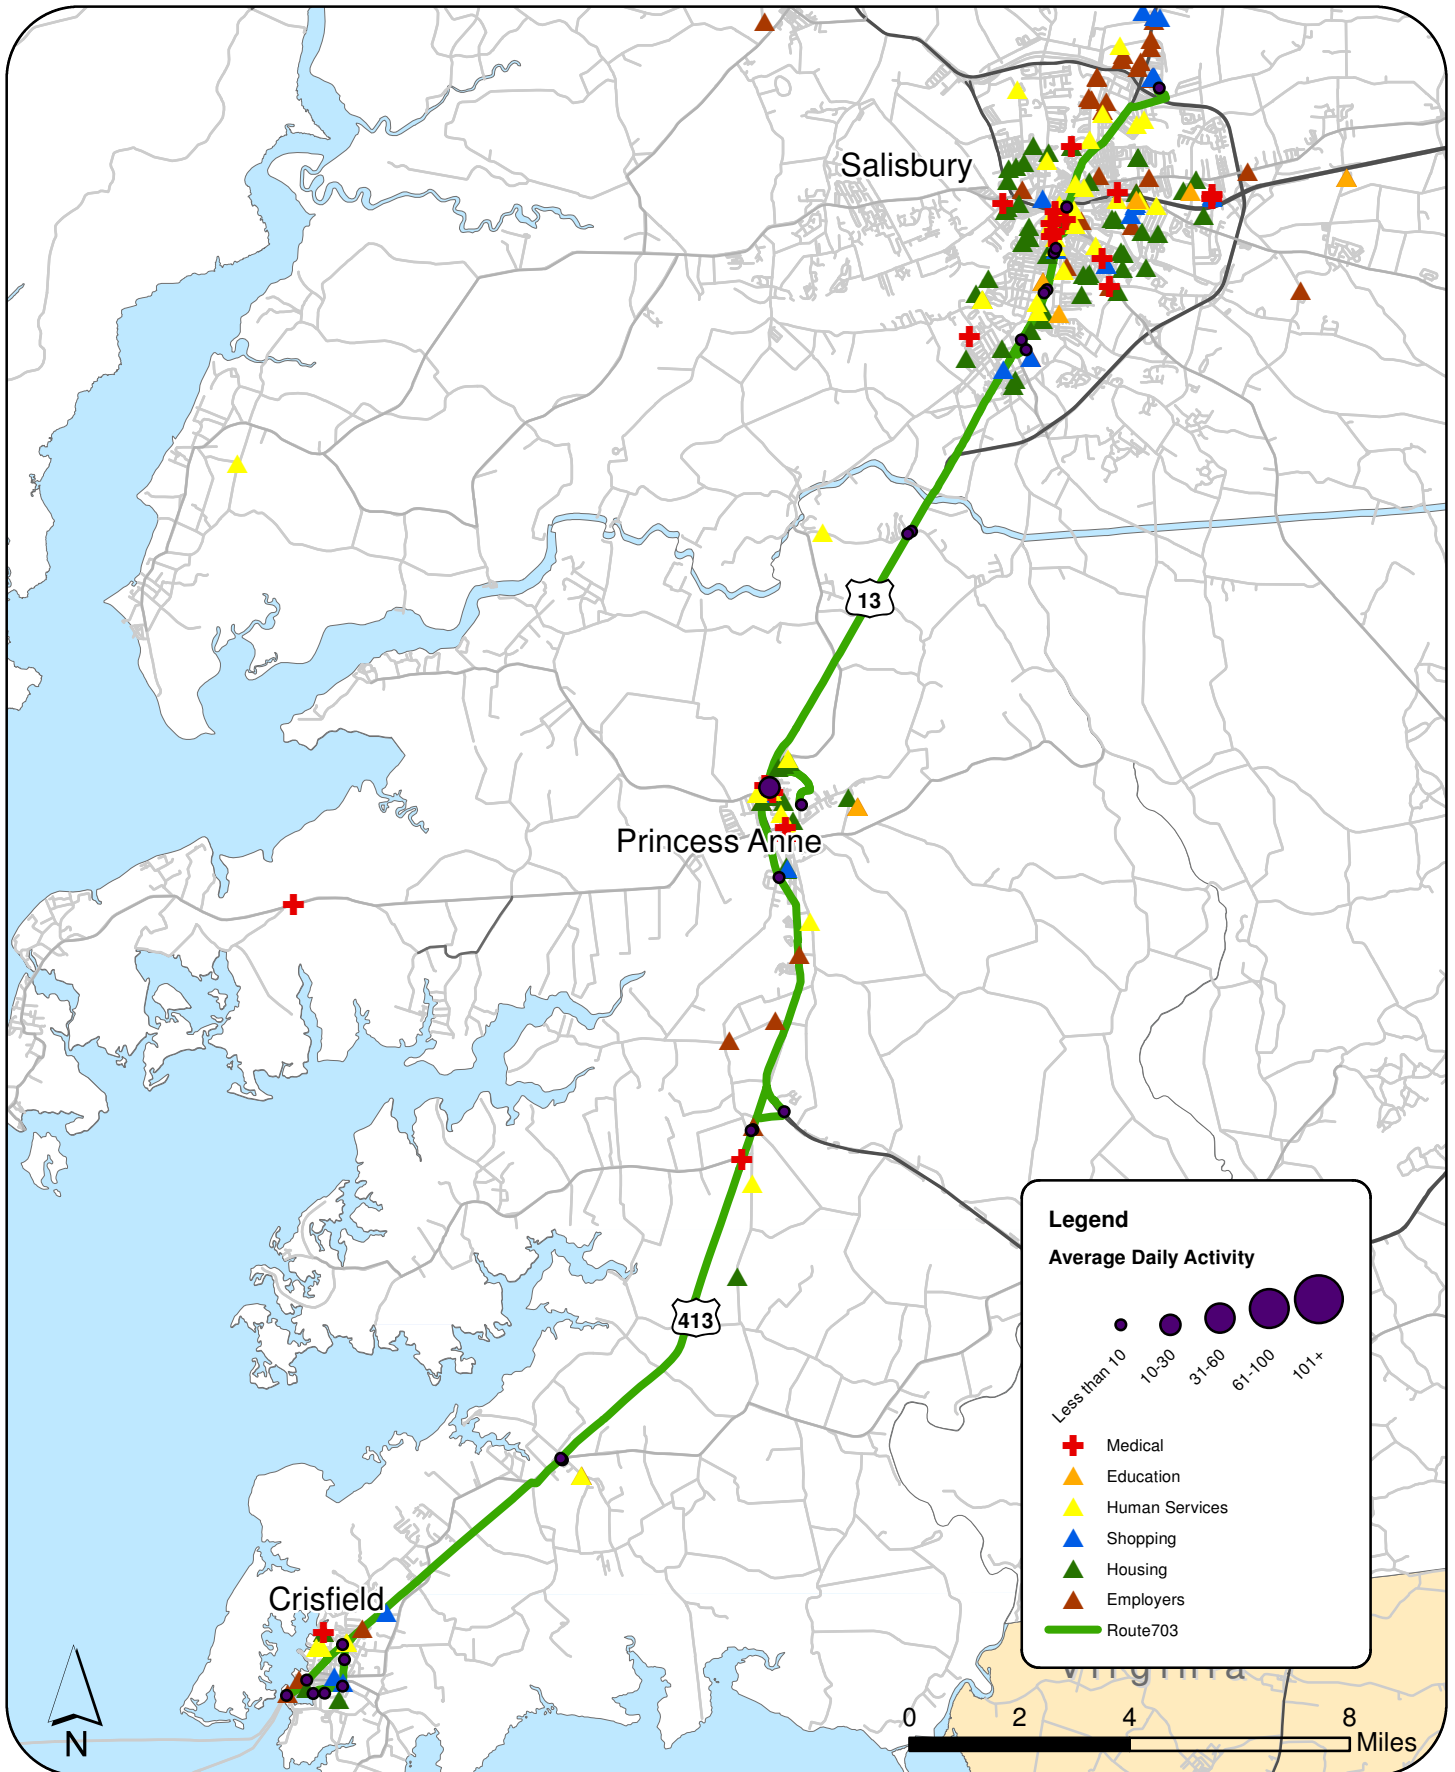 Salisbury
13
Princess Anne
413
Crisfield
Legend
Average Daily Activity
Less than 10
10-30
31-60
61-100
101+
Medical
Education
Human Services
Shopping
Housing
Employers
Route703
Virginia
0 2 4 8
Miles
N